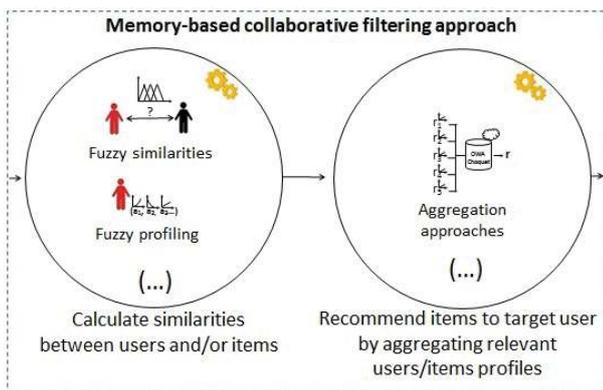 Memory-based collaborative filtering approach
?
Fuzzy similarities
Fuzzy profiling
(...)
Calculate similarities
between users and/or items
OWA
Choquet
r
Aggregation
approaches
(...)
Recommend items to target user
by aggregating relevant
users/items profiles